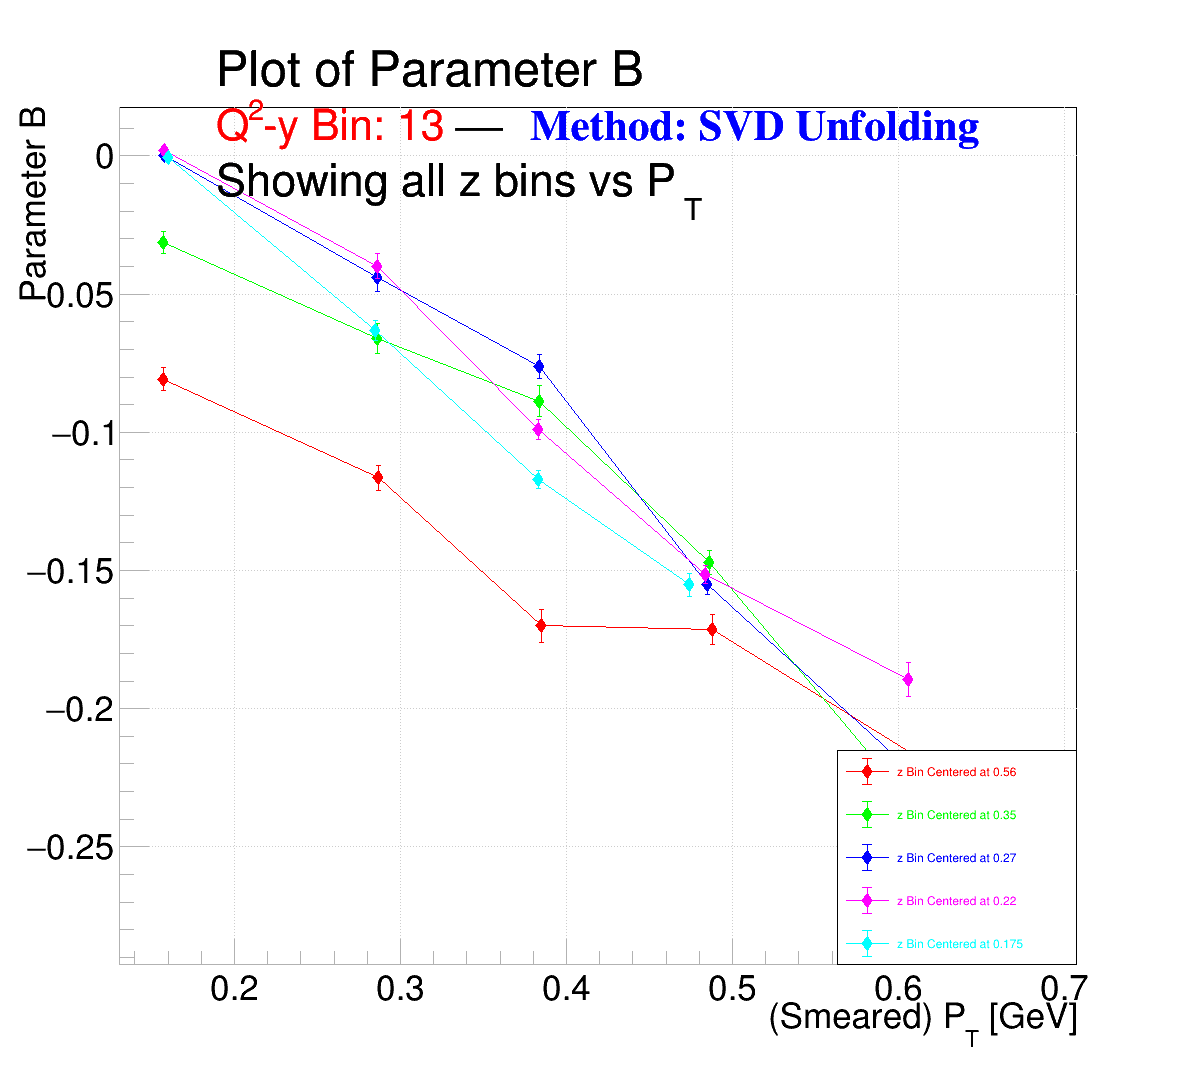 Plot of Parameter B
Q²-y Bin: 13 — Method: SVD Unfolding
Showing all z bins vs P_T
Parameter B
0
−0.05
−0.1
−0.15
−0.2
−0.25
z Bin Centered at 0.56
z Bin Centered at 0.35
z Bin Centered at 0.27
z Bin Centered at 0.22
z Bin Centered at 0.175
0.2 0.3 0.4 0.5 0.6 0.7
(Smeared) P_T [GeV]